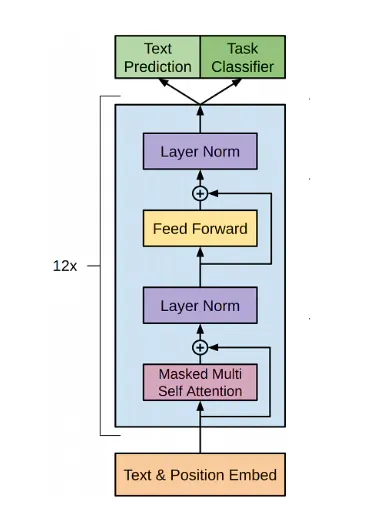 Text
Prediction
Task
Classifier
Layer Norm
Feed Forward
12x
Layer Norm
Masked Multi
Self Attention
Text & Position Embed